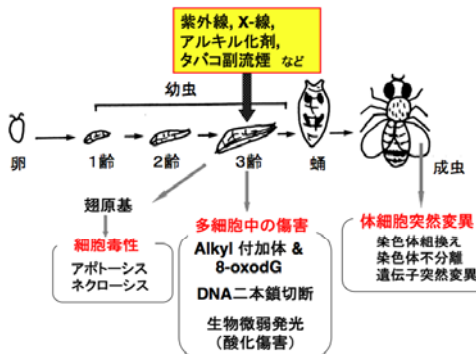 紫外線, X-線,
アルキル化剤,
タバコ副流煙 など
幼虫
卵
1齢
2齢
3齢
蛹
成虫
翅原基
細胞毒性
アポトーシス
ネクローシス
多細胞中の傷害
Alkyl 付加体 &
8-oxodG
DNA二本鎖切断
生物微弱発光
(酸化傷害)
体細胞突然変異
染色体組換え
染色体不分離
遺伝子突然変異